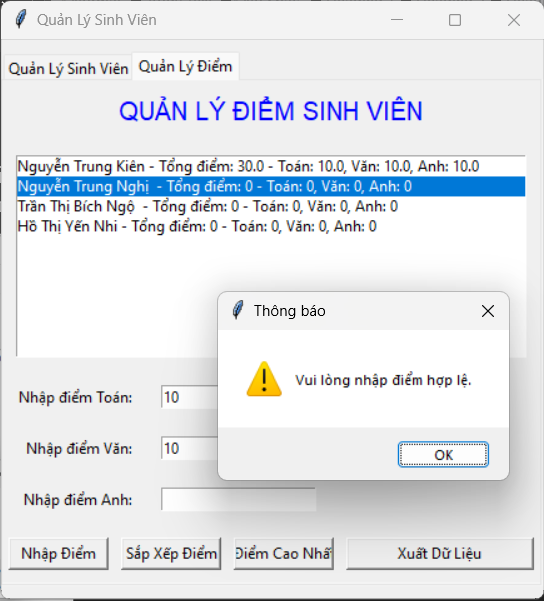 Quản Lý Sinh Viên
Quản Lý Sinh Viên Quản Lý Điểm
QUẢN LÝ ĐIỂM SINH VIÊN
Nguyễn Trung Kiên - Tổng điểm: 30.0 - Toán: 10.0, Văn: 10.0, Anh: 10.0
Nguyễn Trung Nghị - Tổng điểm: 0 - Toán: 0, Văn: 0, Anh: 0
Trần Thị Bích Ngộ - Tổng điểm: 0 - Toán: 0, Văn: 0, Anh: 0
Hồ Thị Yến Nhi - Tổng điểm: 0 - Toán: 0, Văn: 0, Anh: 0
Thông báo
Vui lòng nhập điểm hợp lệ.
OK
Nhập điểm Toán: 10
Nhập điểm Văn: 10
Nhập điểm Anh:
Nhập Điểm Sắp Xếp Điểm Điểm Cao Nhấ Xuất Dữ Liệu